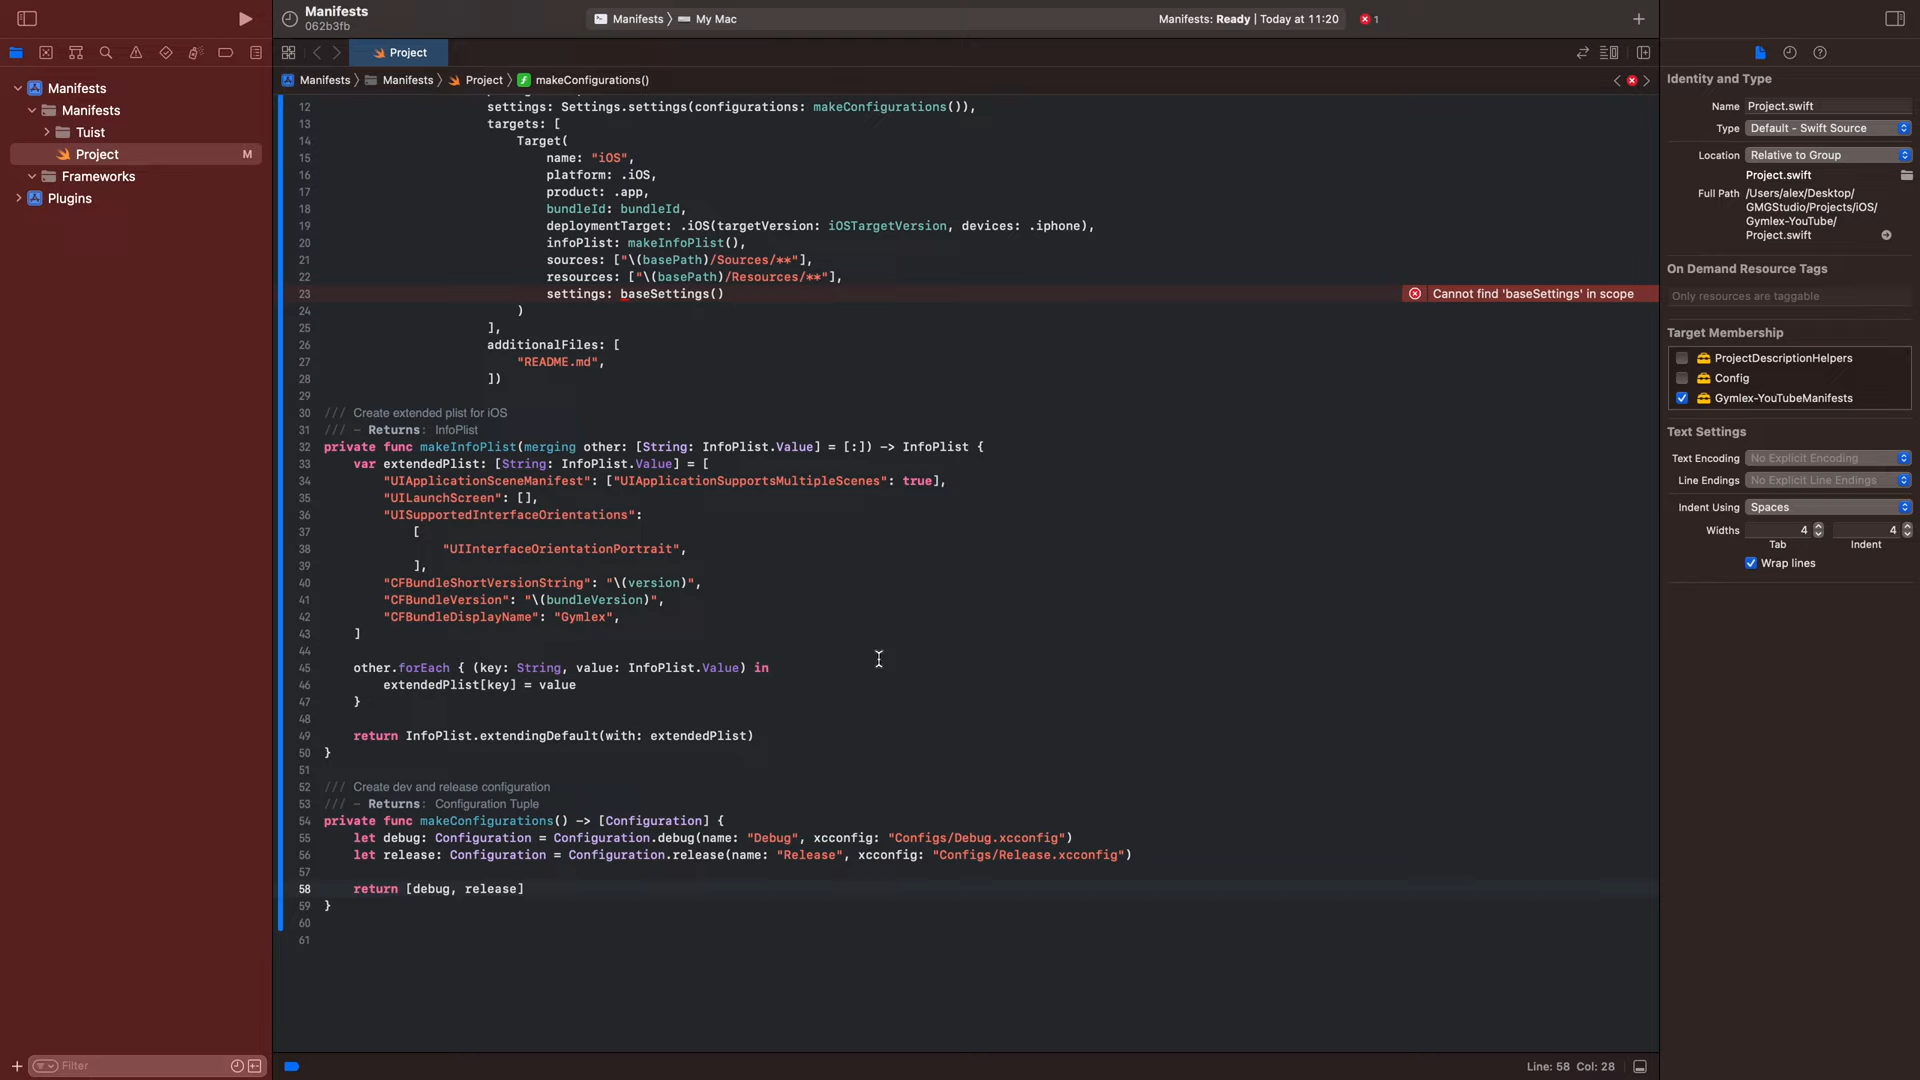 Manifests
062b3fb
Manifests 〉 My Mac
Manifests: Ready | Today at 11:20
1
Project
Manifests 〉 Manifests 〉 Project 〉 makeConfigurations()
Manifests
Manifests
Tuist
Project M
Frameworks
Plugins
Filter
12 settings: Settings.settings(configurations: makeConfigurations()),
13 targets: [
14 Target(
15 name: "iOS",
16 platform: .iOS,
17 product: .app,
18 bundleId: bundleId,
19 deploymentTarget: .iOS(targetVersion: iOSTargetVersion, devices: .iphone),
20 infoPlist: makeInfoPlist(),
21 sources: ["\(basePath)/Sources/**"],
22 resources: ["\(basePath)/Resources/**"],
23 settings: baseSettings() Cannot find 'baseSettings' in scope
24 )
25 ],
26 additionalFiles: [
27 "README.md",
28 ])
29
30 /// Create extended plist for iOS
31 /// - Returns: InfoPlist
32 private func makeInfoPlist(merging other: [String: InfoPlist.Value] = [:]) -> InfoPlist {
33 var extendedPlist: [String: InfoPlist.Value] = [
34 "UIApplicationSceneManifest": ["UIApplicationSupportsMultipleScenes": true],
35 "UILaunchScreen": [],
36 "UISupportedInterfaceOrientations":
37 [
38 "UIInterfaceOrientationPortrait",
39 ],
40 "CFBundleShortVersionString": "\(version)",
41 "CFBundleVersion": "\(bundleVersion)",
42 "CFBundleDisplayName": "Gymlex",
43 ]
44
45 other.forEach { (key: String, value: InfoPlist.Value) in
46 extendedPlist[key] = value
47 }
48
49 return InfoPlist.extendingDefault(with: extendedPlist)
50 }
51
52 /// Create dev and release configuration
53 /// - Returns: Configuration Tuple
54 private func makeConfigurations() -> [Configuration] {
55 let debug: Configuration = Configuration.debug(name: "Debug", xcconfig: "Configs/Debug.xcconfig")
56 let release: Configuration = Configuration.release(name: "Release", xcconfig: "Configs/Release.xcconfig")
57
58 return [debug, release]
59 }
60
61
Line: 58 Col: 28
Identity and Type
Name Project.swift
Type Default - Swift Source
Location Relative to Group
Project.swift
Full Path /Users/alex/Desktop/
GMGStudio/Projects/iOS/
Gymlex-YouTube/
Project.swift
On Demand Resource Tags
Only resources are taggable
Target Membership
ProjectDescriptionHelpers
Config
Gymlex-YouTubeManifests
Text Settings
Text Encoding No Explicit Encoding
Line Endings No Explicit Line Endings
Indent Using Spaces
Widths 4 4
Tab Indent
Wrap lines